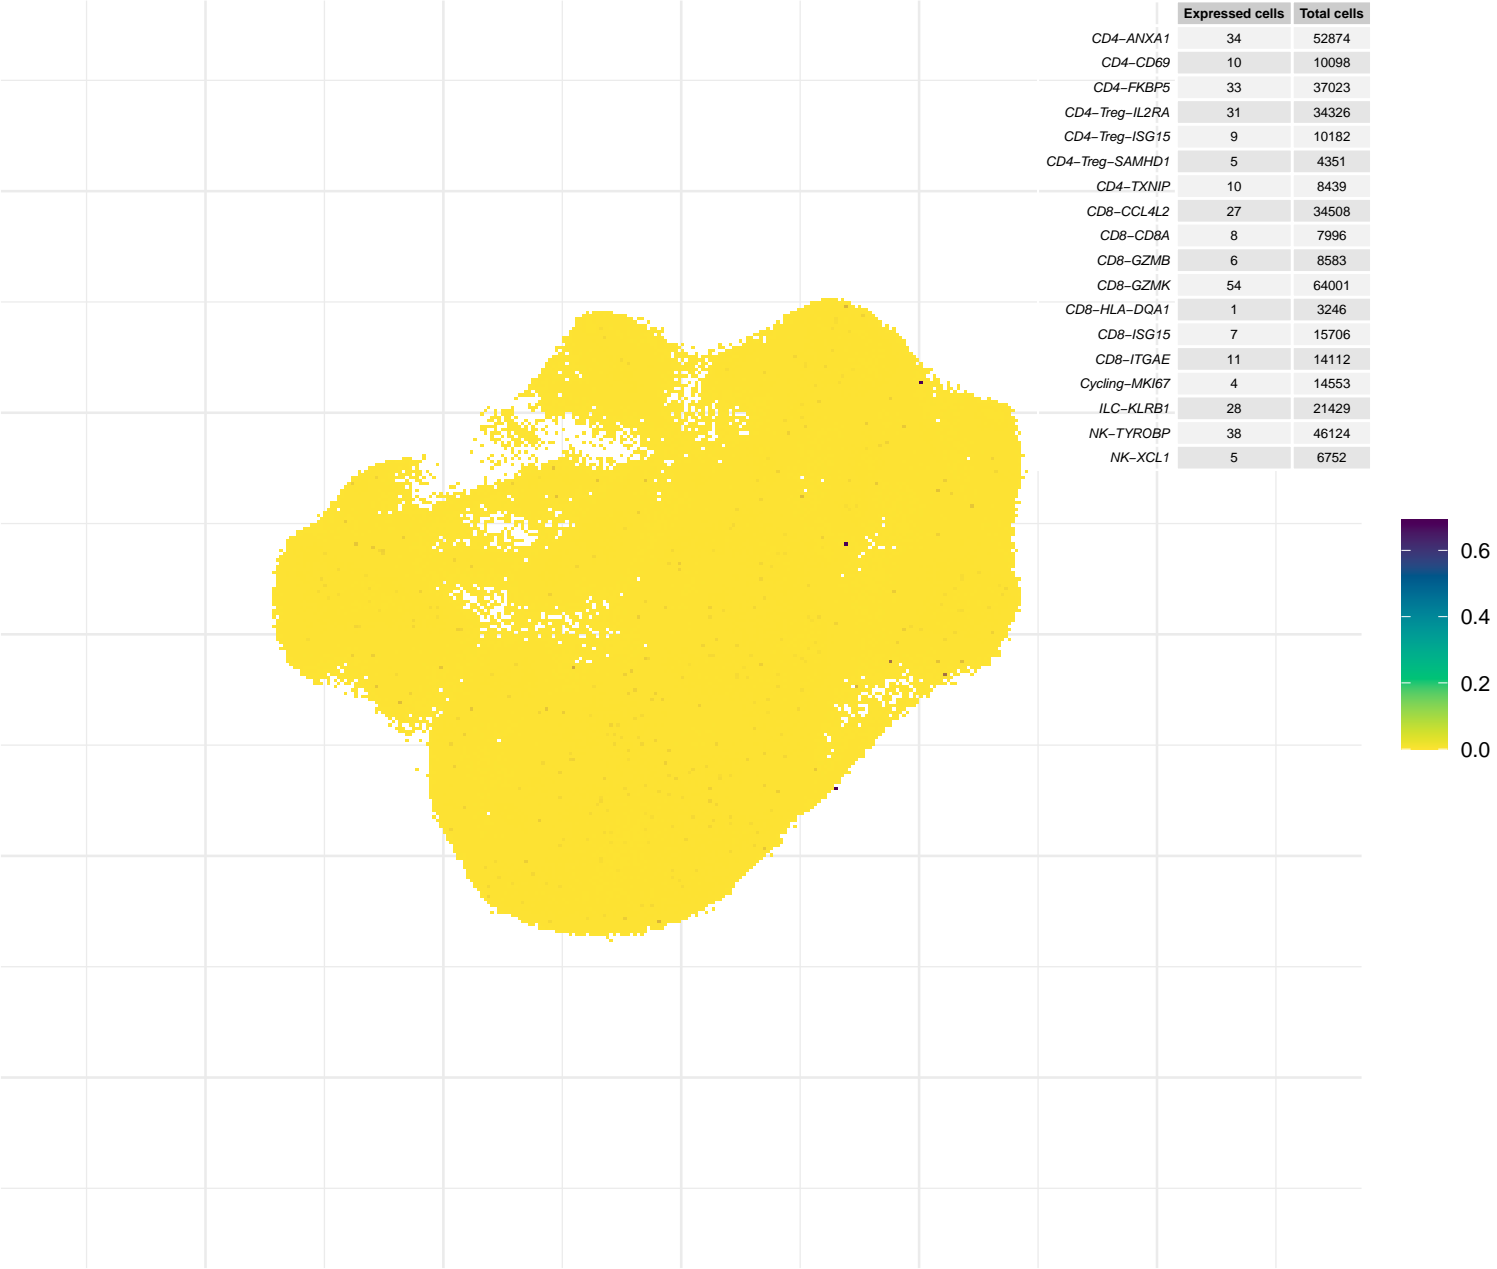 Expressed cells Total cells
CD4−ANXA1 34 52874
CD4−CD69 10 10098
CD4−FKBP5 33 37023
CD4−Treg−IL2RA 31 34326
CD4−Treg−ISG15 9 10182
CD4−Treg−SAMHD1 5 4351
CD4−TXNIP 10 8439
CD8−CCL4L2 27 34508
CD8−CD8A 8 7996
CD8−GZMB 6 8583
CD8−GZMK 54 64001
CD8−HLA−DQA1 1 3246
CD8−ISG15 7 15706
CD8−ITGAE 11 14112
Cycling−MKI67 4 14553
ILC−KLRB1 28 21429
NK−TYROBP 38 46124
NK−XCL1 5 6752
0.6
0.4
0.2
0.0